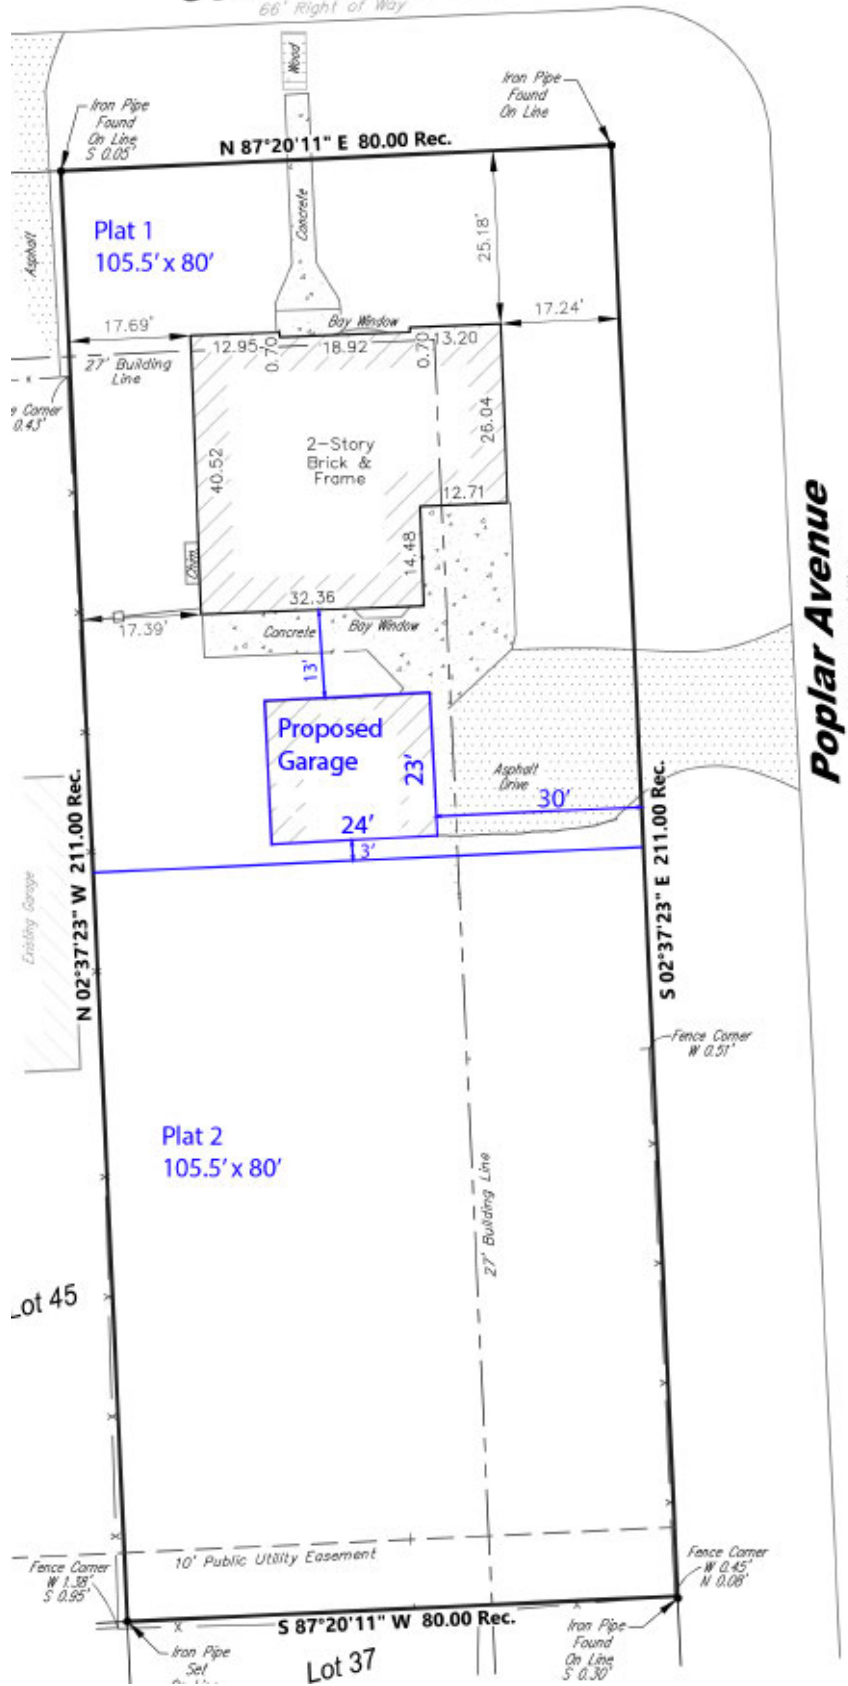 66' Right of Way
Wood
Iron Pipe
Found
On Line
S 0.05'
Iron Pipe
Found
On Line
N 87°20'11" E 80.00 Rec.
Plat 1
105.5' x 80'
Concrete
25.18'
Asphalt
17.69'
17.24'
Bay Window
12.95
0.70
18.92
0.70
13.20
27' Building
Line
Corner
0.43'
2-Story
Brick &
Frame
26.04
40.52
12.71
14.48
Chim.
32.36
17.39'
Concrete
Bay Window
13'
Poplar Avenue
Proposed
Garage
23'
24'
Asphalt
Drive
30'
3'
N 02°37'23" W 211.00 Rec.
S 02°37'23" E 211.00 Rec.
Existing Garage
Fence Corner
W 0.51'
Plat 2
105.5' x 80'
27' Building Line
Lot 45
10' Public Utility Easement
Fence Corner
W 1.38'
S 0.95'
Fence Corner
W 0.45'
N 0.08'
S 87°20'11" W 80.00 Rec.
Iron Pipe
Set
Iron Pipe
Found
On Line
S 0.30'
Lot 37